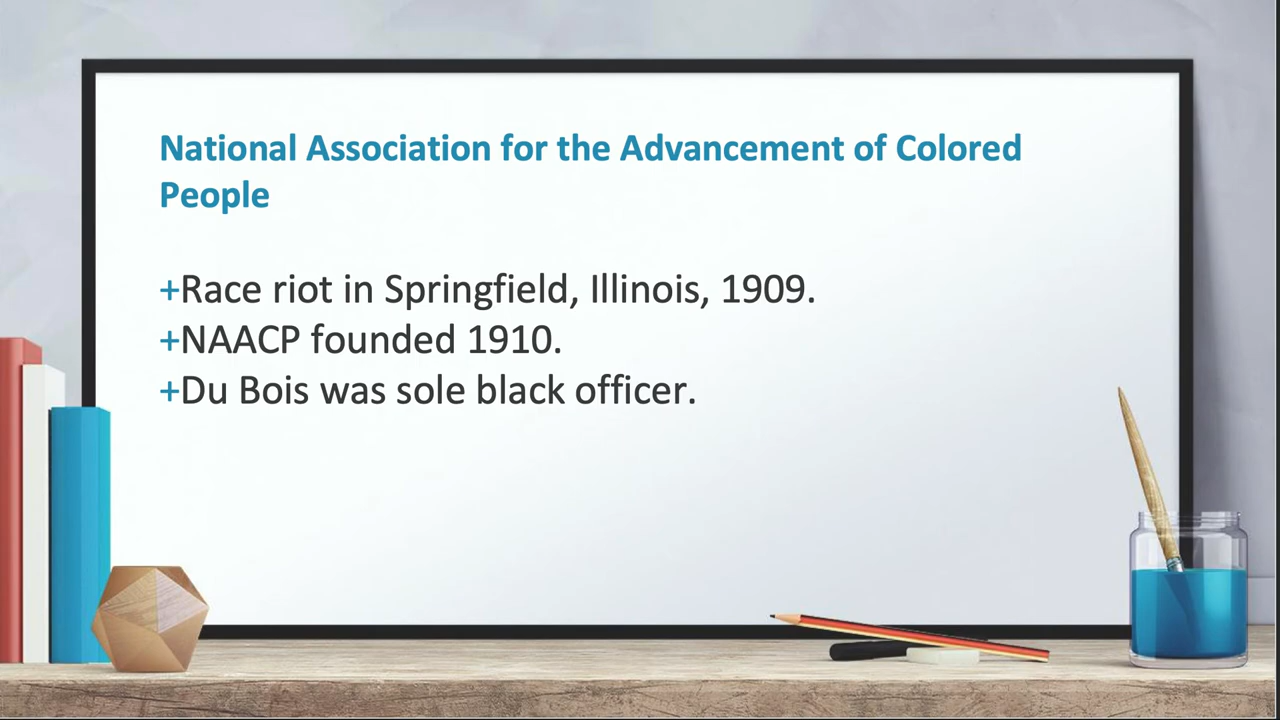 National Association for the Advancement of Colored
People
+Race riot in Springfield, Illinois, 1909.
+NAACP founded 1910.
+Du Bois was sole black officer.